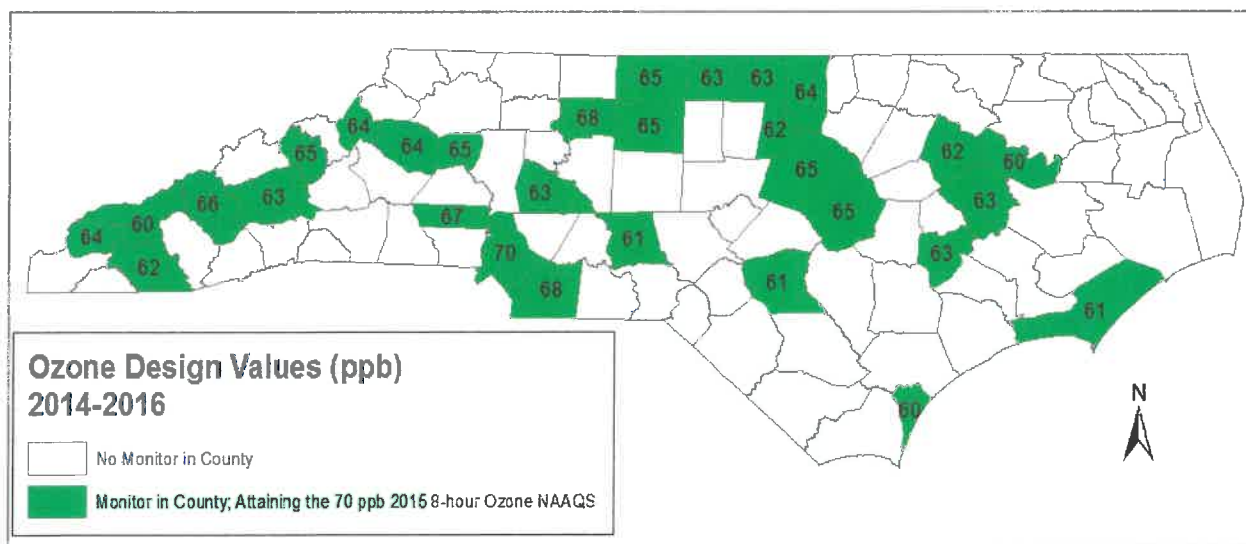 65 63 63 64
68 65 62
64 64 65 65
65 62 60
66 63 63 65 63
64 60 67
62 70 61 63
68 61 61
60
N
Ozone Design Values (ppb)
2014-2016
No Monitor in County
Monitor in County; Attaining the 70 ppb 2015 8-hour Ozone NAAQS